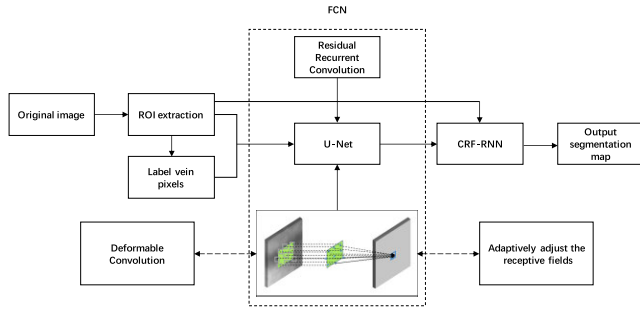 FCN
Residual
Recurrent
Convolution
Original image
ROI extraction
U-Net
CRF-RNN
Output
segmentation
map
Label vein
pixels
Deformable
Convolution
Adaptively adjust the
receptive fields